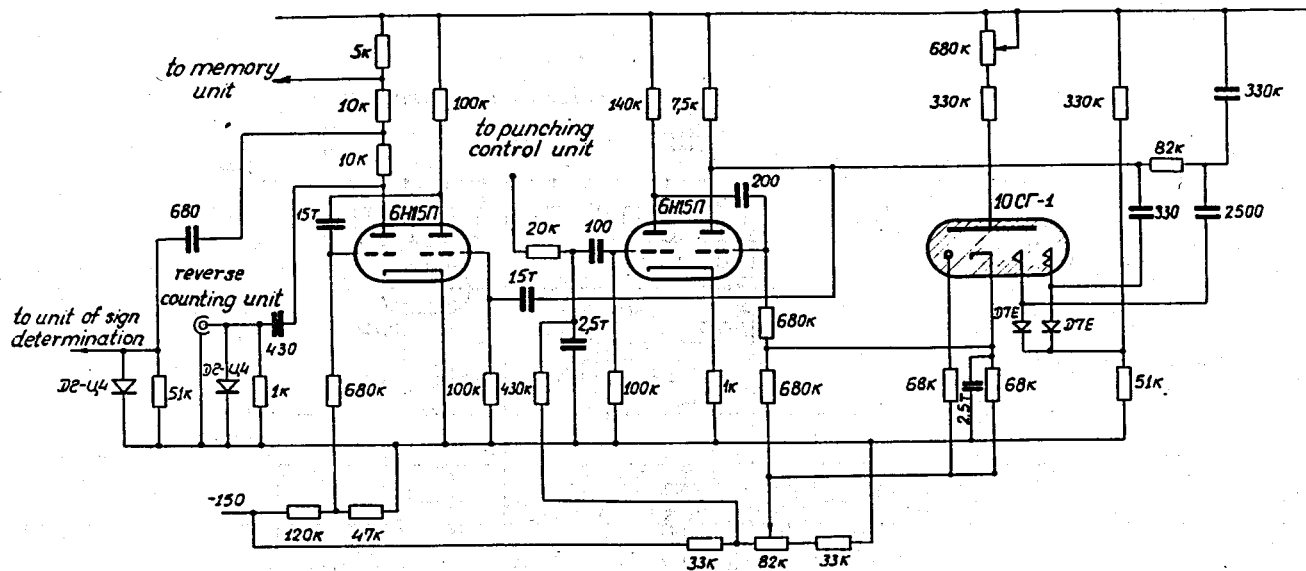 5к
680к
to memory
unit
10к
100к
140к
7,5к
330к
330к
330к
to punching
control unit
10к
82к
200
680
15т
6Н15П
6Н15П
10СГ-1
330
2500
20к
100
reverse
counting unit
15т
to unit of sign
determination
430
2,5т
680к
Д7Е
Д7Е
Д2-Ц4
51к
Д2-Ц4
1к
680к
100к
430к
100к
1к
680к
68к
2,5т
68к
51к
-150
120к
47к
33к
82к
33к